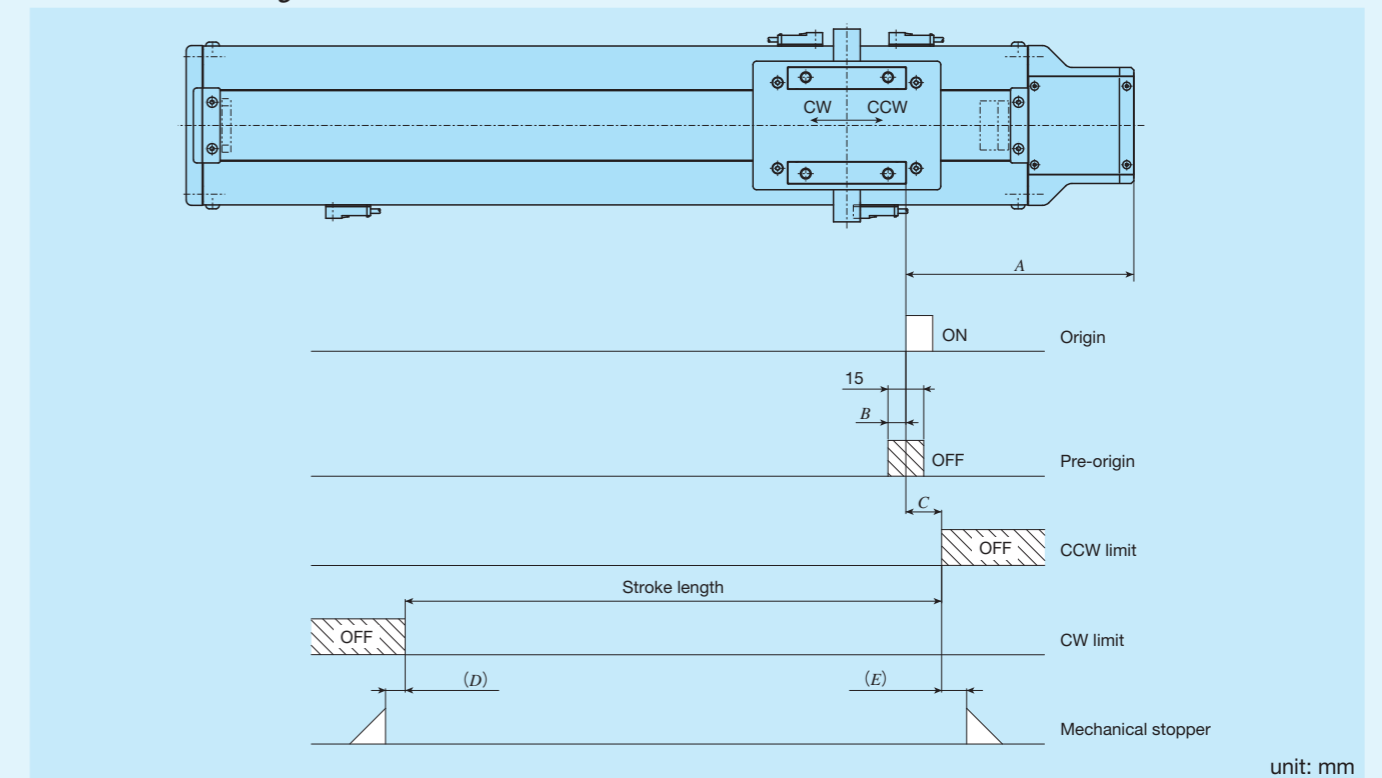 CW CCW
A
ON Origin
15
B
OFF Pre-origin
C
OFF CCW limit
Stroke length
OFF CW limit
(D) (E)
Mechanical stopper
unit: mm